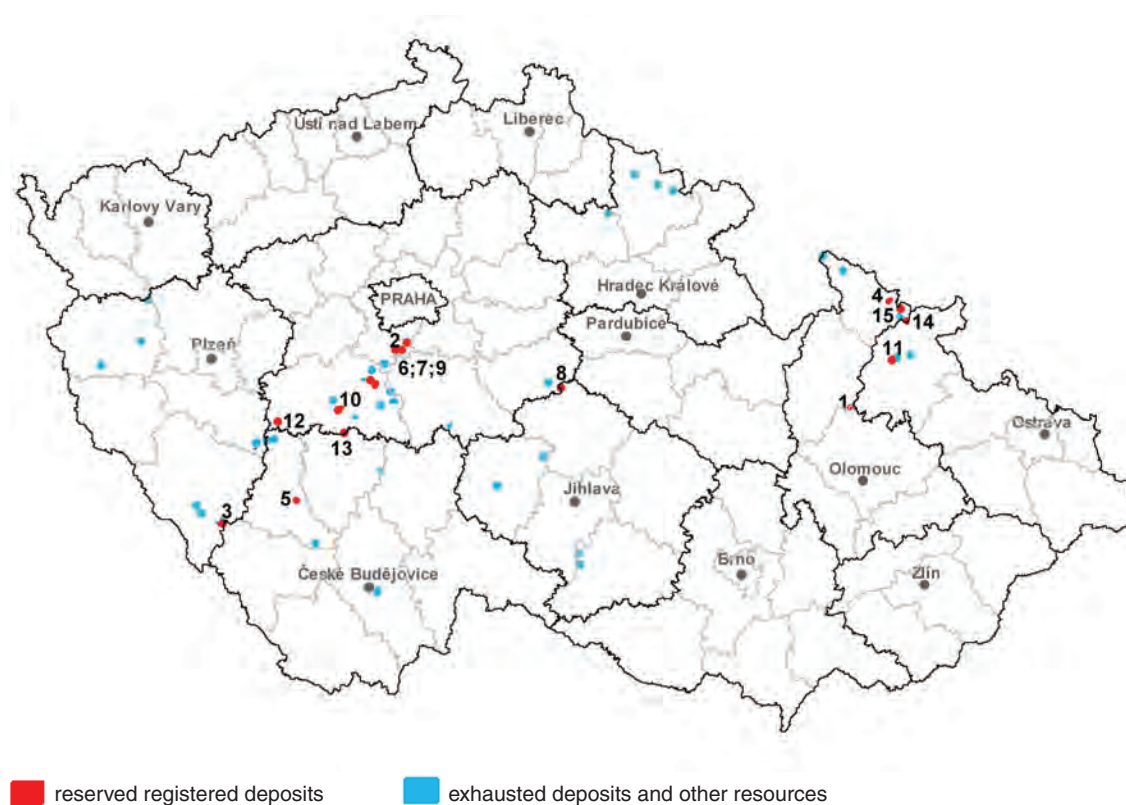 Ústí nad Labem
Liberec
Karlovy Vary
PRAHA
Hradec Králové
4
15
14
Pardubice
2
Plzeň
11
6;7;9
8
10
1
12
Ostrava
13
Olomouc
5
Jihlava
3
Brno
Zlín
České Budějovice
reserved registered deposits
exhausted deposits and other resources